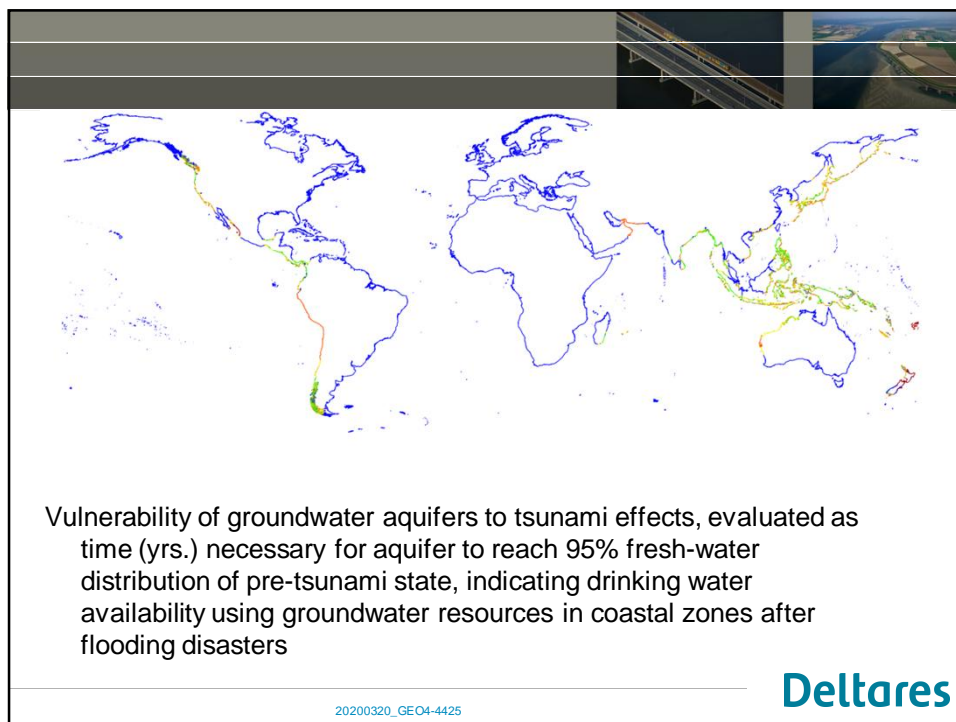 Vulnerability of groundwater aquifers to tsunami effects, evaluated as
time (yrs.) necessary for aquifer to reach 95% fresh-water
distribution of pre-tsunami state, indicating drinking water
availability using groundwater resources in coastal zones after
flooding disasters
Deltares
20200320_GEO4-4425